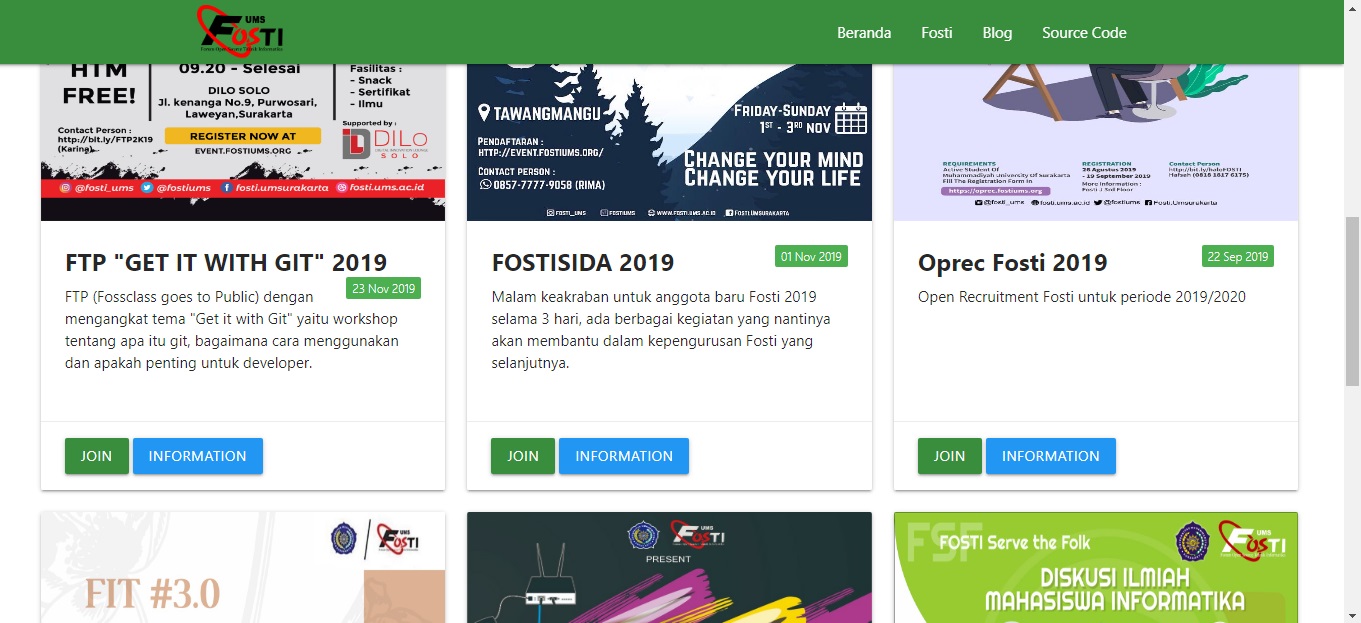 UMS
FOSTI
Beranda
Fosti
Blog
Source Code
HTM
FREE!
09.20 - Selesai
DILO SOLO
Jl. kenanga No.9, Purwosari,
Laweyan,Surakarta
Fasilitas :
- Snack
- Sertifikat
- Ilmu
Contact Person :
http://bit.ly/FTP2K19
(Karing)
REGISTER NOW AT
EVENT.FOSTIUMS.ORG
Supported by :
DILO
SOLO
@fosti_ums
@fostiums
fosti.umsurakarta
fosti.ums.ac.id
TAWANGMANGU
PENDAFTARAN :
HTTP://EVENT.FOSTIUMS.ORG/
CONTACT PERSON :
0857-7777-9058 (RIMA)
FRIDAY-SUNDAY
1ST - 3RD NOV
CHANGE YOUR MIND
CHANGE YOUR LIFE
FOSTI_UMS
FOSTIUMS
WWW.FOSTI.UMS.AC.ID
FOSTI.UMSURAKARTA
REQUIREMENTS
Active Student Of
Muhammadiyah University Of Surakarta
Fill The Registration Form in
https://oprec.fostiums.org
REGISTRATION
26 Agustus 2019
- 19 September 2019
More Information :
Fosti J 3rd Floor
Contact Person
http://bit.ly/haloFOSTI
Hafsah (0818 1817 6175)
@fosti_ums
fosti.ums.ac.id
@fostiums
Fosti.Umsurakarta
FTP "GET IT WITH GIT" 2019
23 Nov 2019
FTP (Fossclass goes to Public) dengan
mengangkat tema "Get it with Git" yaitu workshop
tentang apa itu git, bagaimana cara menggunakan
dan apakah penting untuk developer.
JOIN
INFORMATION
FOSTISIDA 2019
01 Nov 2019
Malam keakraban untuk anggota baru Fosti 2019
selama 3 hari, ada berbagai kegiatan yang nantinya
akan membantu dalam kepengurusan Fosti yang
selanjutnya.
JOIN
INFORMATION
Oprec Fosti 2019
22 Sep 2019
Open Recruitment Fosti untuk periode 2019/2020
JOIN
INFORMATION
UMS
FOSTI
FIT #3.0
UMS
FOSTI
PRESENT
FSF
FOSTI Serve the Folk
UMS
FOSTI
DISKUSI ILMIAH
MAHASISWA INFORMATIKA